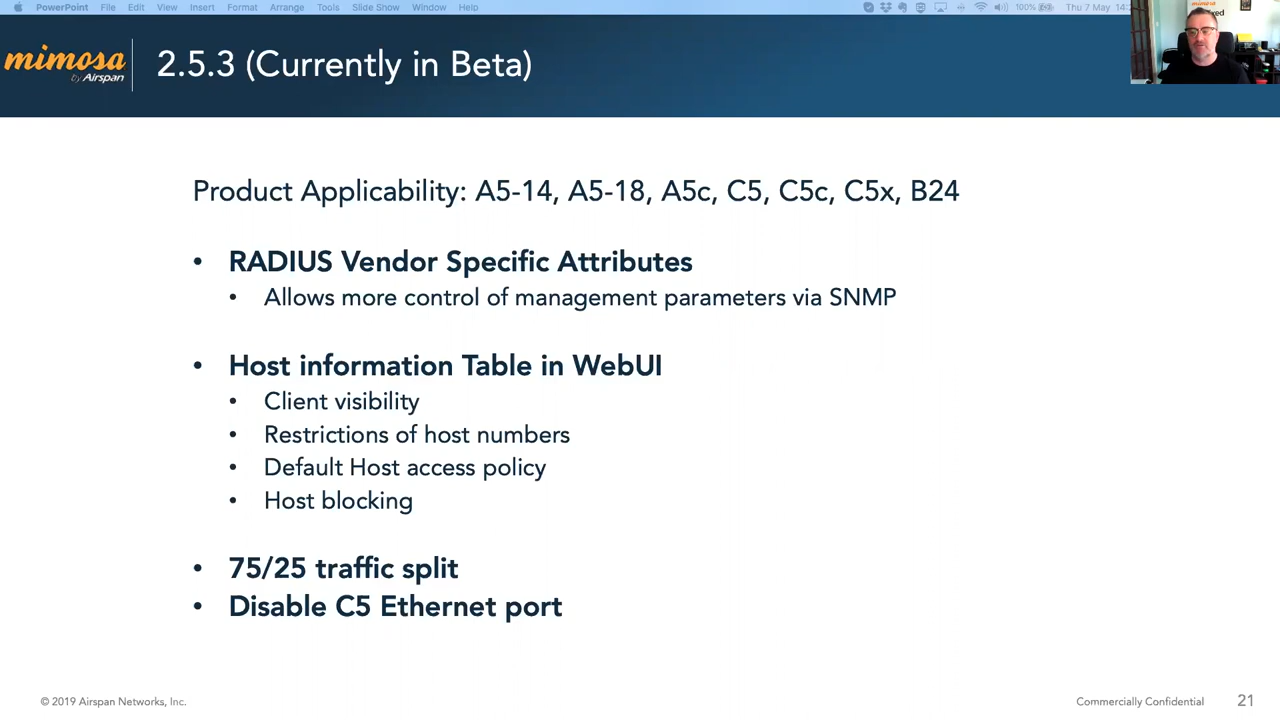 PowerPoint File Edit View Insert Format Arrange Tools Slide Show Window Help 100% Thu 7 May
mimosa
by Airspan
2.5.3 (Currently in Beta)
Product Applicability: A5-14, A5-18, A5c, C5, C5c, C5x, B24
• RADIUS Vendor Specific Attributes
• Allows more control of management parameters via SNMP
• Host information Table in WebUI
• Client visibility
• Restrictions of host numbers
• Default Host access policy
• Host blocking
• 75/25 traffic split
• Disable C5 Ethernet port
© 2019 Airspan Networks, Inc.
Commercially Confidential 21